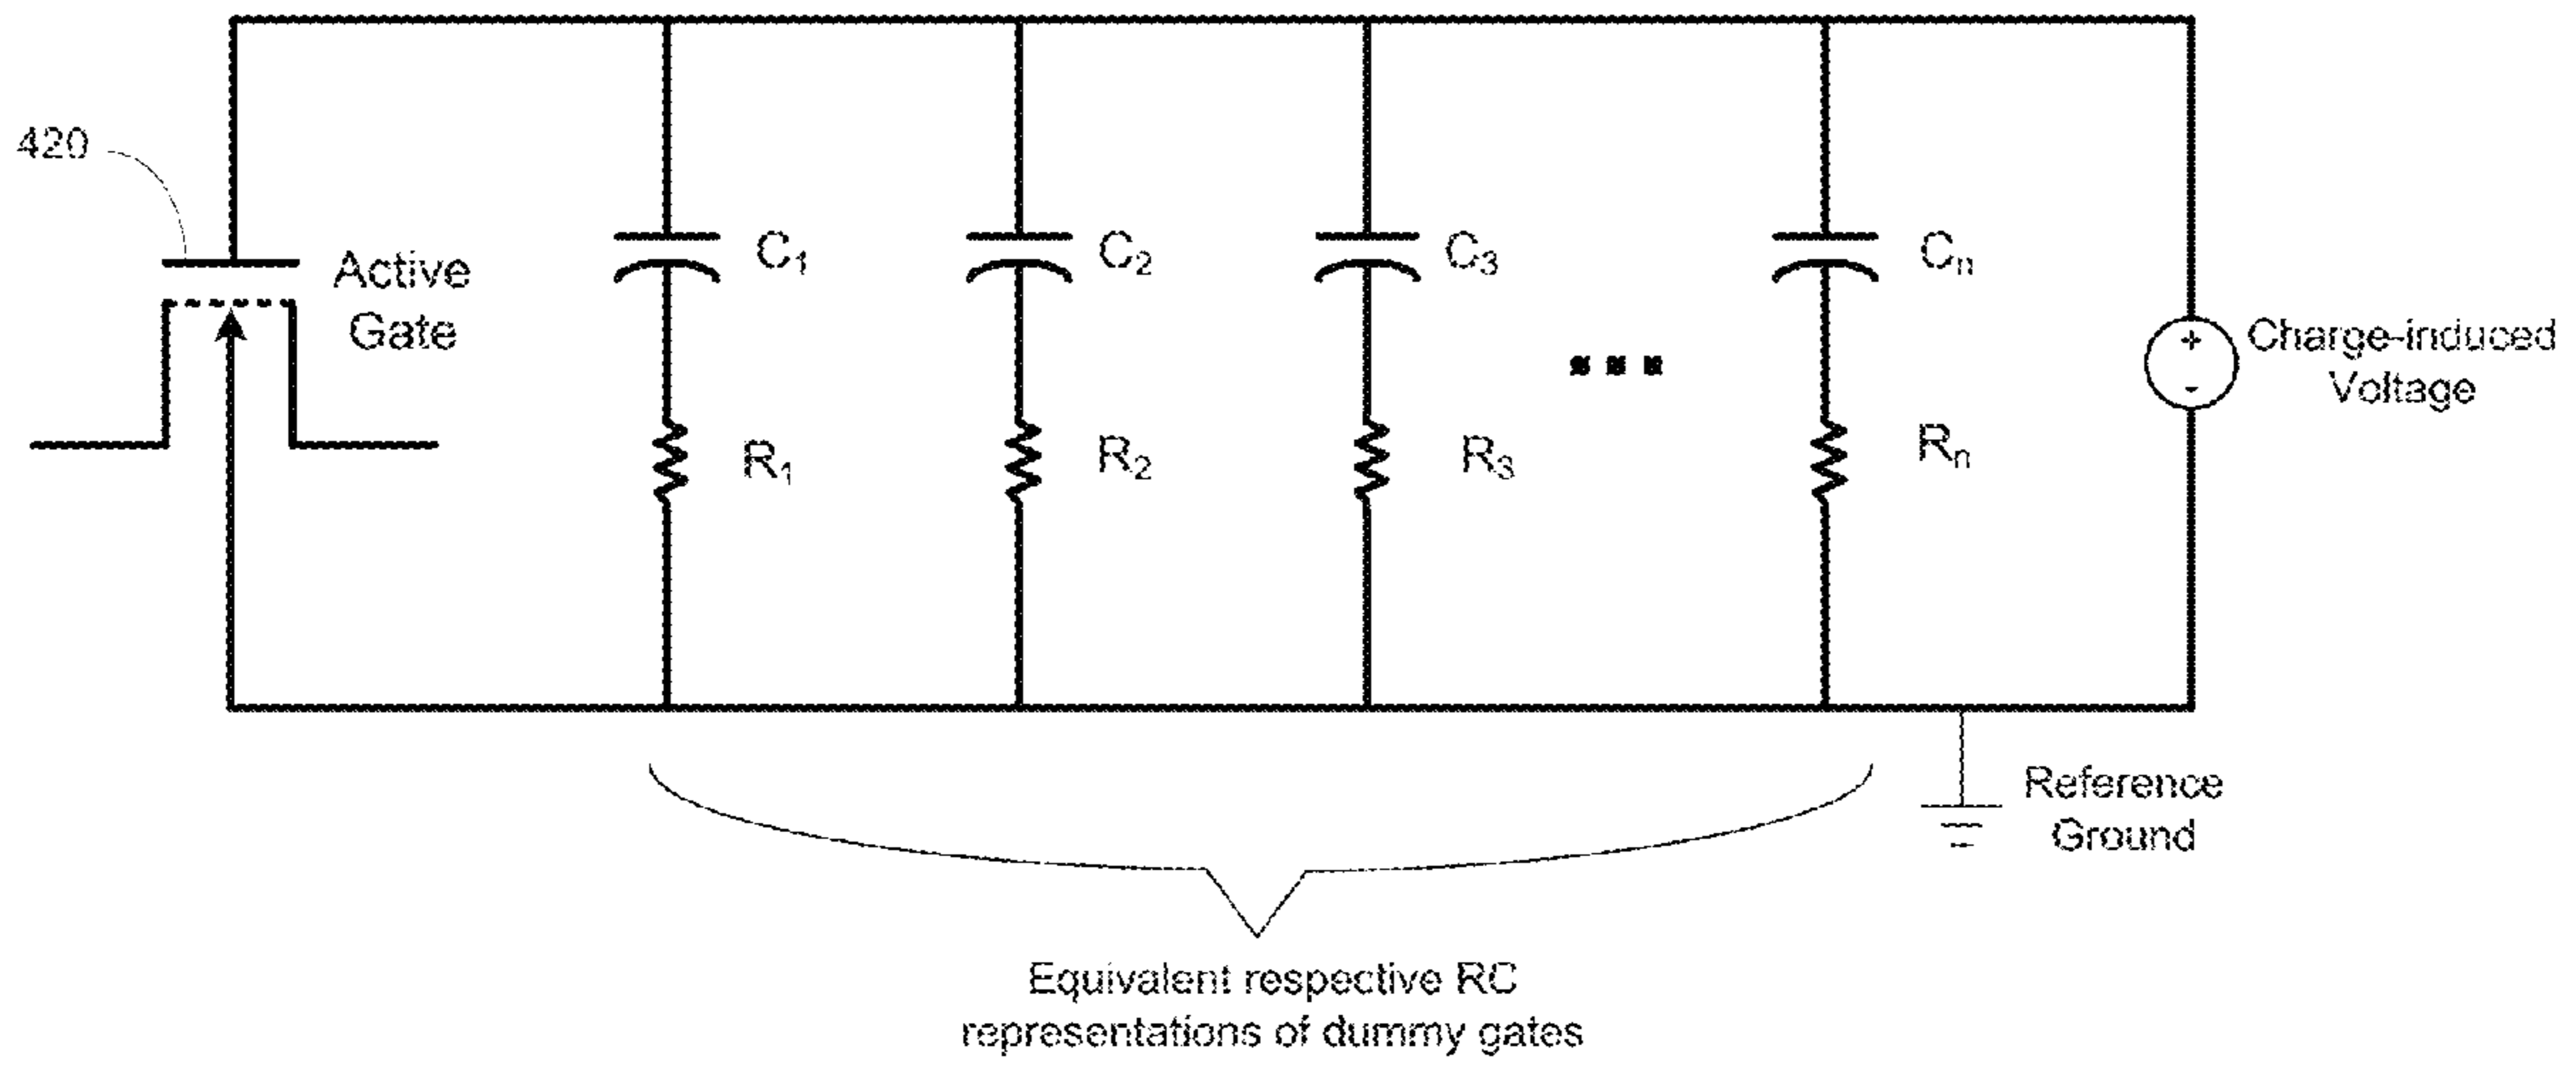 420
Active
Gate
C₁
C₂
C₃
Cₙ
R₁
R₂
R₃
Rₙ
+
-
Charge-induced
Voltage
Reference
Ground
Equivalent respective RC
representations of dummy gates